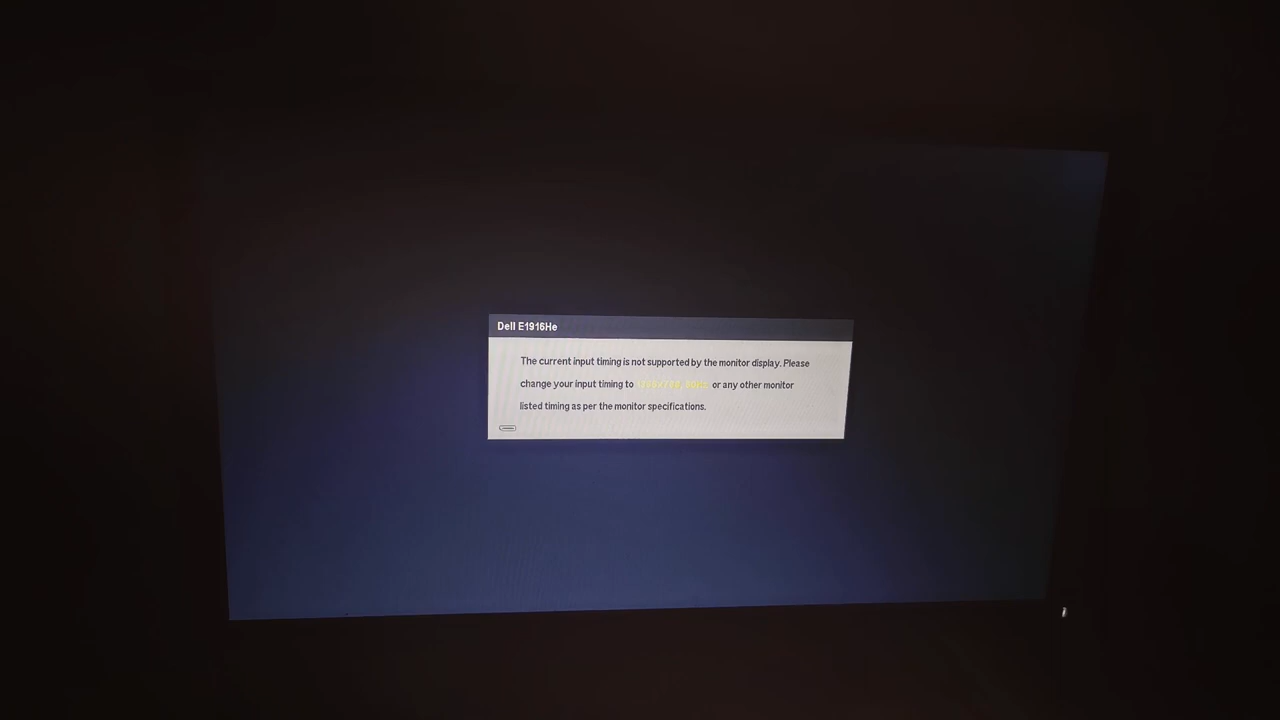 Dell E1916He
The current input timing is not supported by the monitor display. Please
change your input timing to or any other monitor
listed timing as per the monitor specifications.